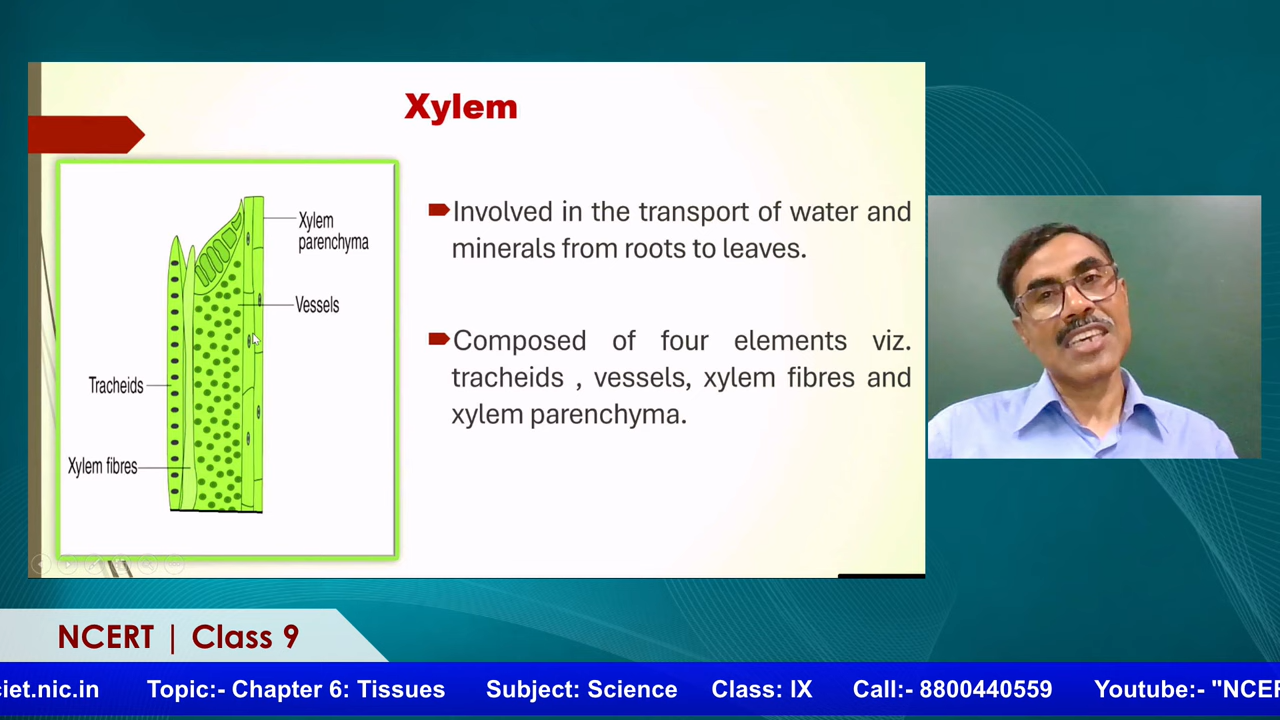 Xylem
Xylem
parenchyma
Vessels
Tracheids
Xylem fibres
Involved in the transport of water and
minerals from roots to leaves.
Composed of four elements viz.
tracheids , vessels, xylem fibres and
xylem parenchyma.
NCERT | Class 9
ciet.nic.in Topic:- Chapter 6: Tissues Subject: Science Class: IX Call:- 8800440559 Youtube:- "NCER